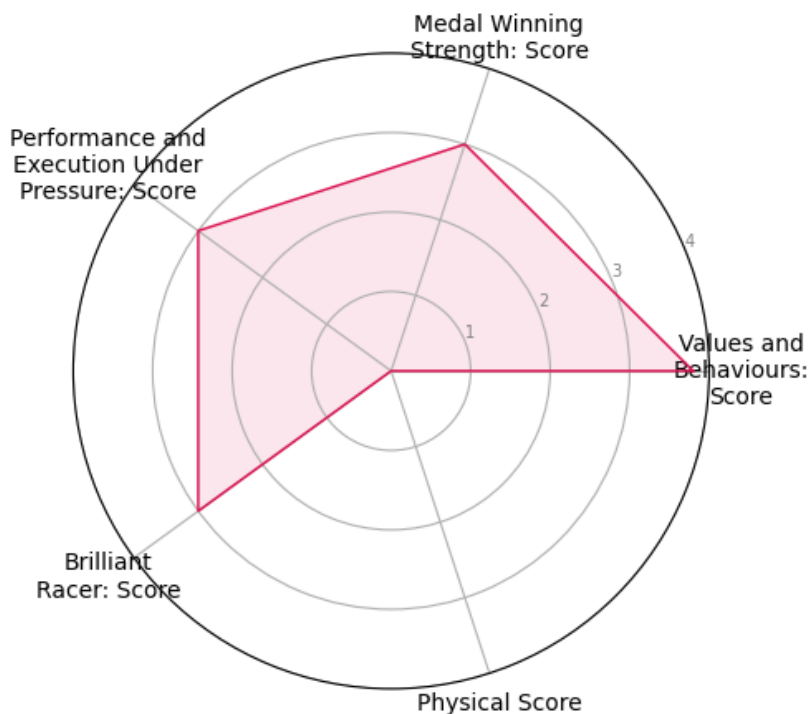 Medal Winning
Strength: Score
Performance and
Execution Under
Pressure: Score
4
3
2
1
Values and
Behaviours:
Score
Brilliant
Racer: Score
Physical Score